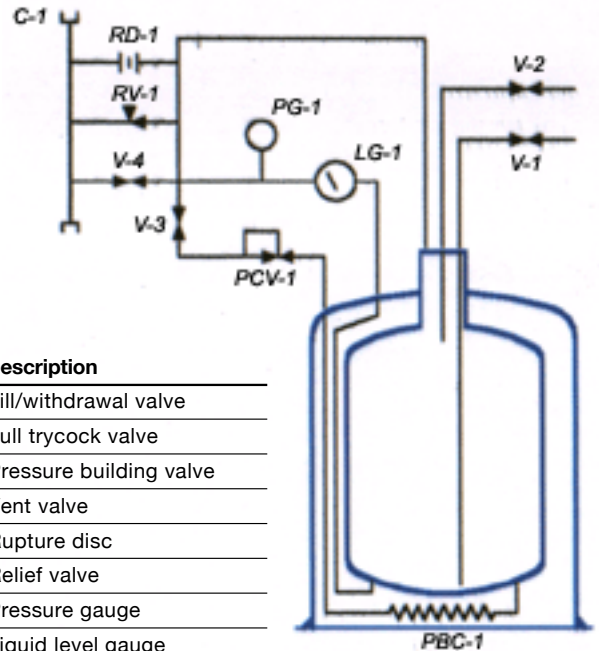 C-1
RD-1
RV-1
PG-1
V-2
V-4
LG-1
V-1
V-3
PCV-1
PBC-1
escription
ill/withdrawal valve
ull trycock valve
ressure building valve
ent valve
upture disc
elief valve
ressure gauge
iquid level gauge